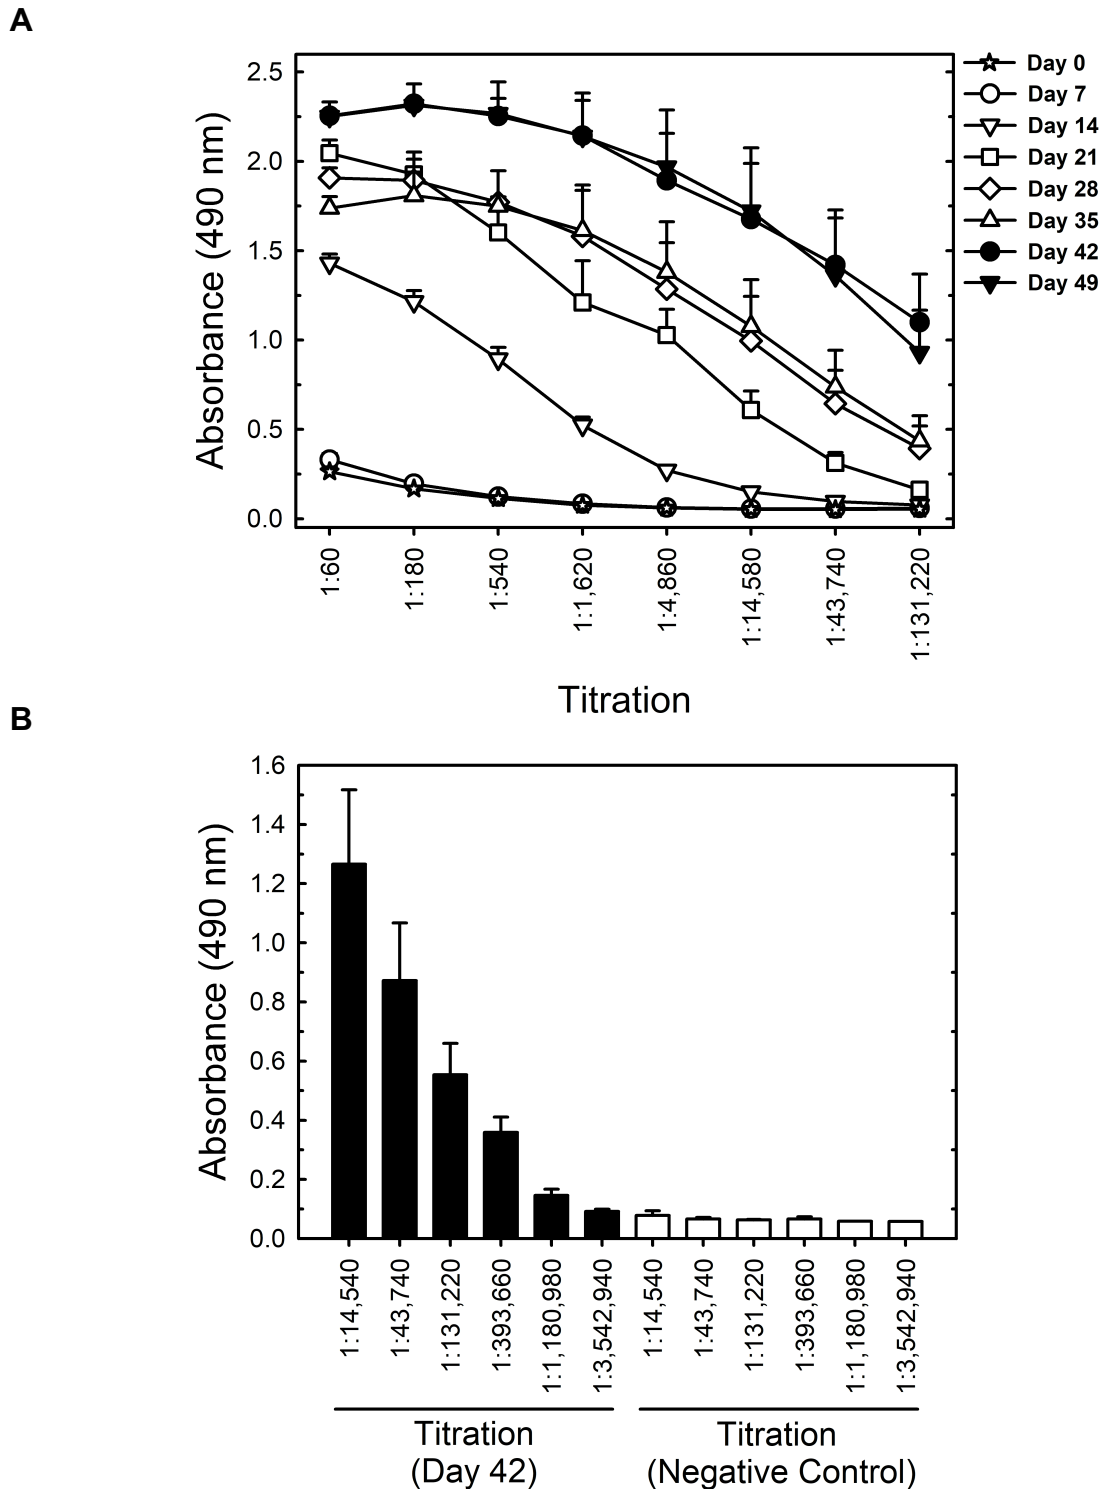 A
Absorbance (490 nm)
2.5
2.0
1.5
1.0
0.5
0.0
1:60
1:180
1:540
1:1,620
1:4,860
1:14,580
1:43,740
1:131,220
Titration
Day 0
Day 7
Day 14
Day 21
Day 28
Day 35
Day 42
Day 49
B
Absorbance (490 nm)
1.6
1.4
1.2
1.0
0.8
0.6
0.4
0.2
0.0
1:14,540
1:43,740
1:131,220
1:393,660
1:1,180,980
1:3,542,940
1:14,540
1:43,740
1:131,220
1:393,660
1:1,180,980
1:3,542,940
Titration
(Day 42)
Titration
(Negative Control)